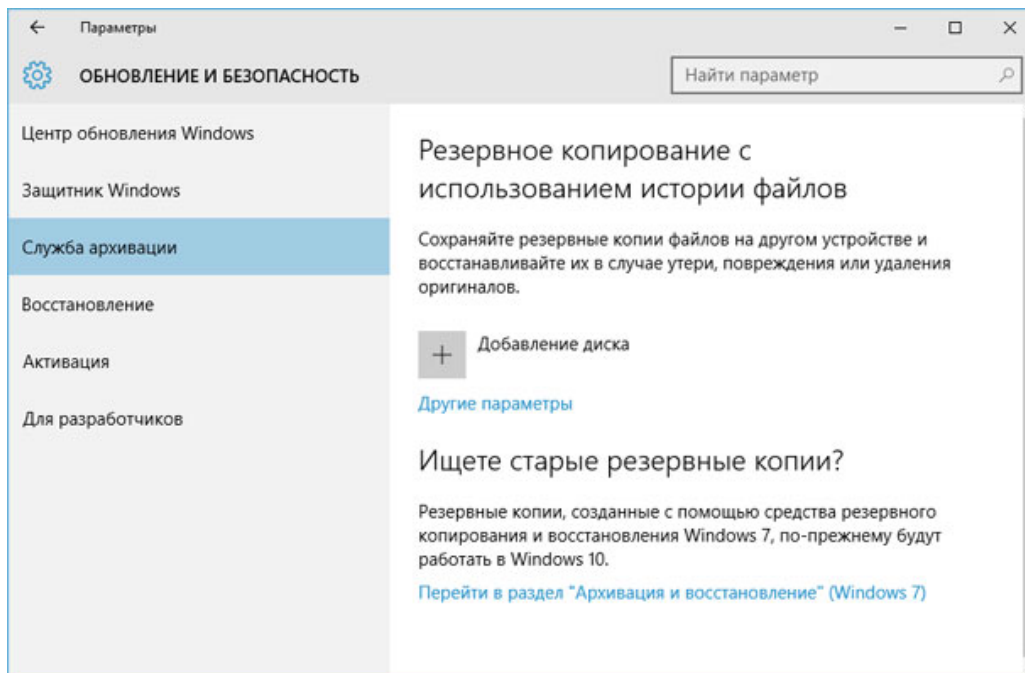 Параметры
ОБНОВЛЕНИЕ И БЕЗОПАСНОСТЬ
Найти параметр
Центр обновления Windows
Защитник Windows
Служба архивации
Восстановление
Активация
Для разработчиков
Резервное копирование с
использованием истории файлов
Сохраняйте резервные копии файлов на другом устройстве и
восстанавливайте их в случае утери, повреждения или удаления
оригиналов.
Добавление диска
Другие параметры
Ищете старые резервные копии?
Резервные копии, созданные с помощью средства резервного
копирования и восстановления Windows 7, по-прежнему будут
работать в Windows 10.
Перейти в раздел "Архивация и восстановление" (Windows 7)